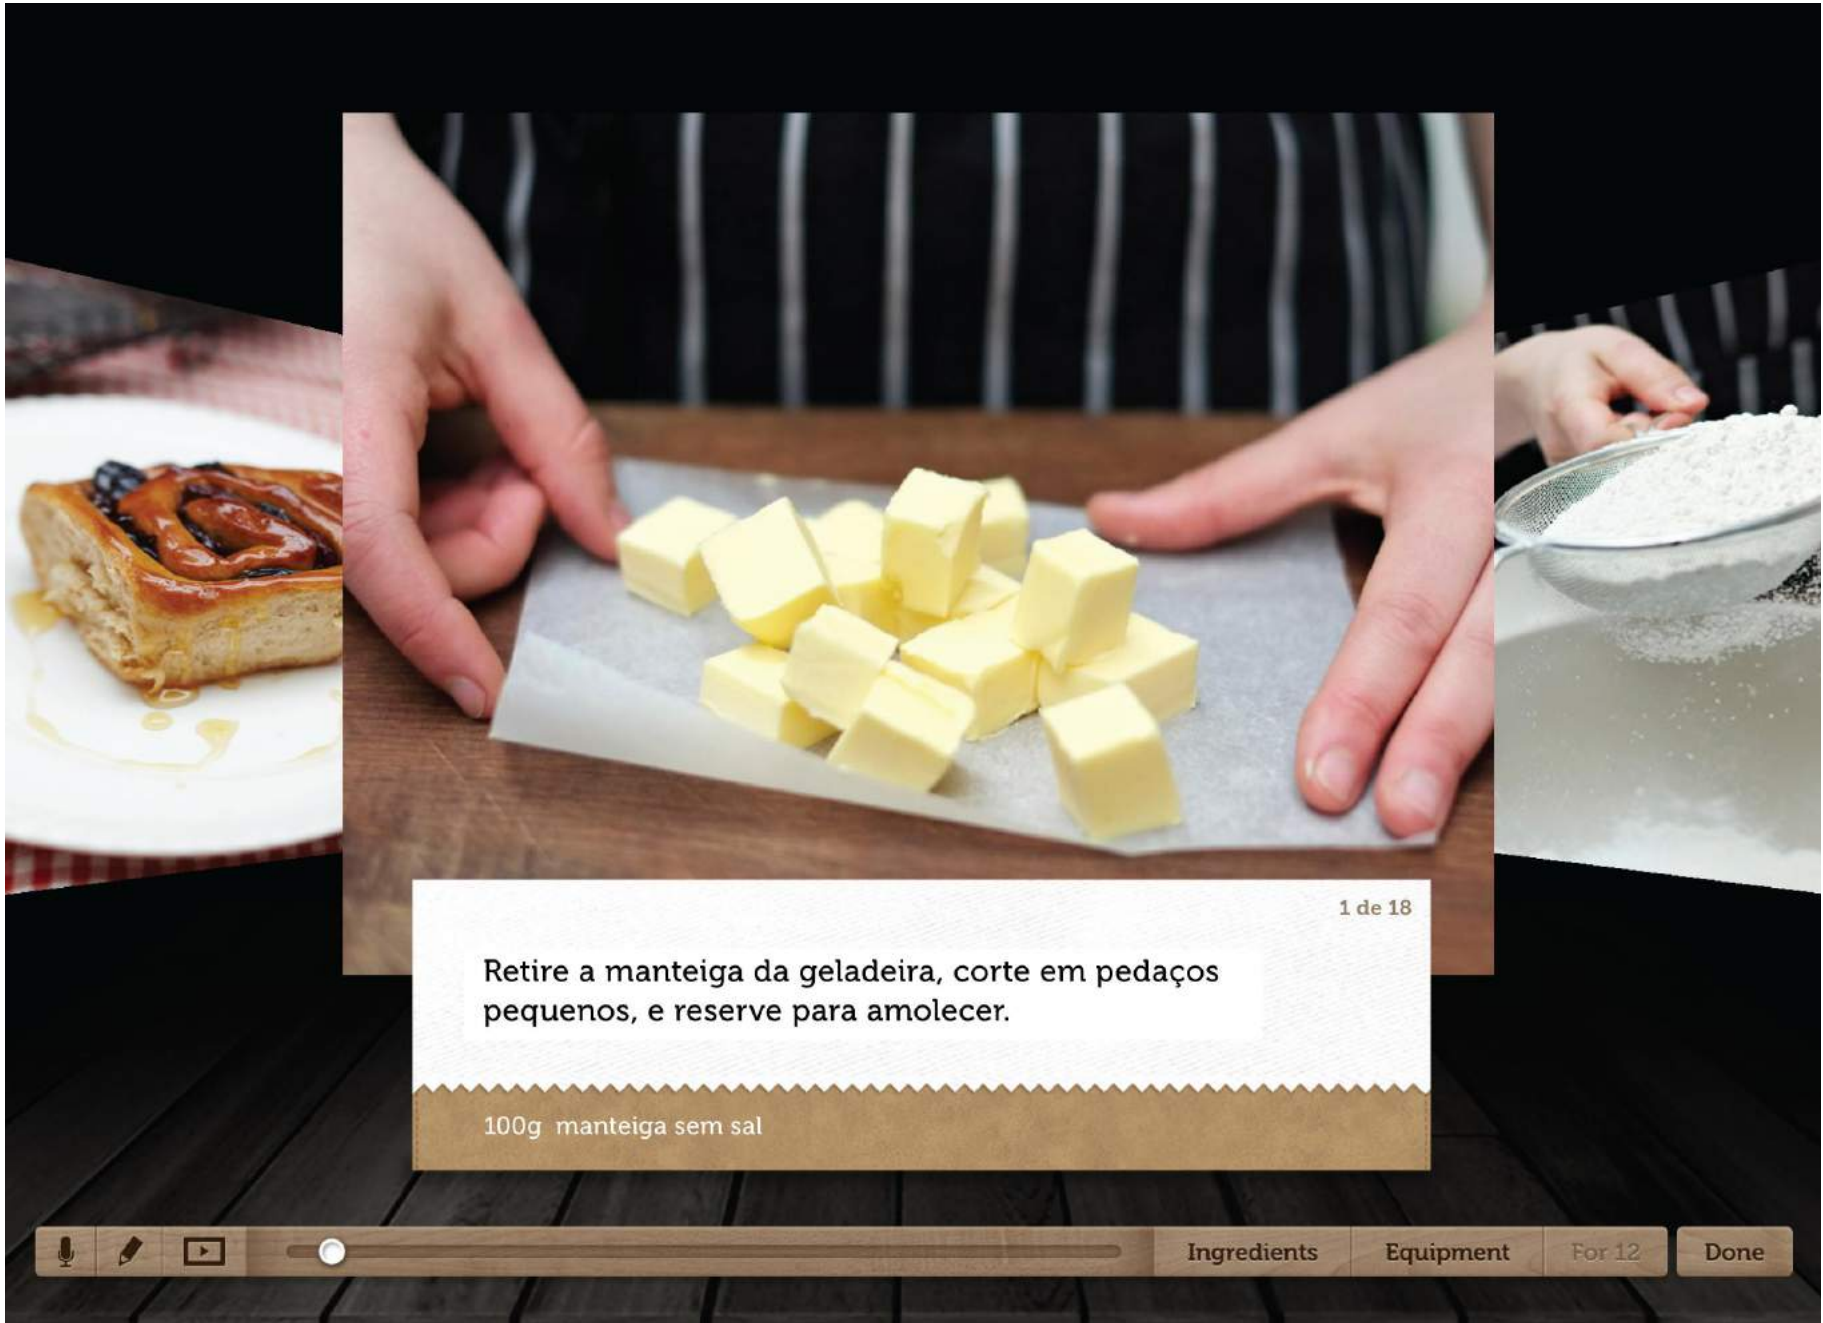 1 de 18
Retire a manteiga da geladeira, corte em pedaços
pequenos, e reserve para amolecer.
100g manteiga sem sal
Ingredients
Equipment
For 12
Done